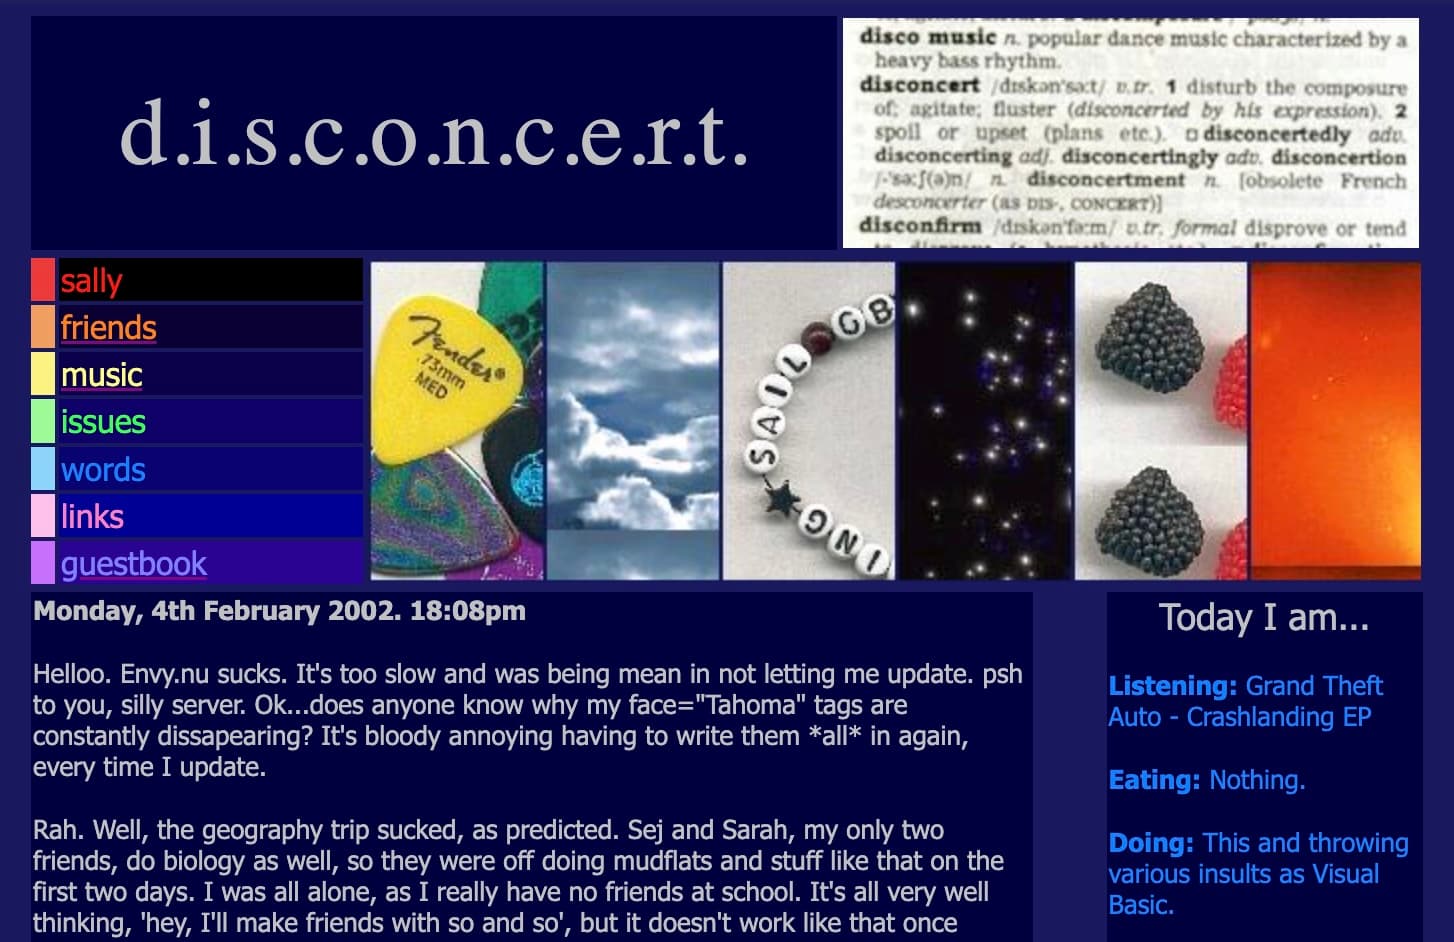 d.i.s.c.o.n.c.e.r.t.
disco music n. popular dance music characterized by a
heavy bass rhythm.
disconcert /dɪskən'sɜ:t/ v.tr. 1 disturb the composure
of; agitate; fluster (disconcerted by his expression). 2
spoil or upset (plans etc.). □ disconcertedly adv.
disconcerting adj. disconcertingly adv. disconcertion
/-'sɜ:ʃ(ə)n/ n. disconcertment n. [obsolete French
desconcerter (as DIS-, CONCERT)]
disconfirm /dɪskən'fɜ:m/ v.tr. formal disprove or tend
sally
friends
music
issues
words
links
guestbook
Fender®
.73mm
MED
GB
SAIL
ING
Monday, 4th February 2002. 18:08pm
Helloo. Envy.nu sucks. It's too slow and was being mean in not letting me update. psh
to you, silly server. Ok...does anyone know why my face="Tahoma" tags are
constantly dissapearing? It's bloody annoying having to write them *all* in again,
every time I update.
Rah. Well, the geography trip sucked, as predicted. Sej and Sarah, my only two
friends, do biology as well, so they were off doing mudflats and stuff like that on the
first two days. I was all alone, as I really have no friends at school. It's all very well
thinking, 'hey, I'll make friends with so and so', but it doesn't work like that once
Today I am...
Listening: Grand Theft
Auto - Crashlanding EP
Eating: Nothing.
Doing: This and throwing
various insults as Visual
Basic.